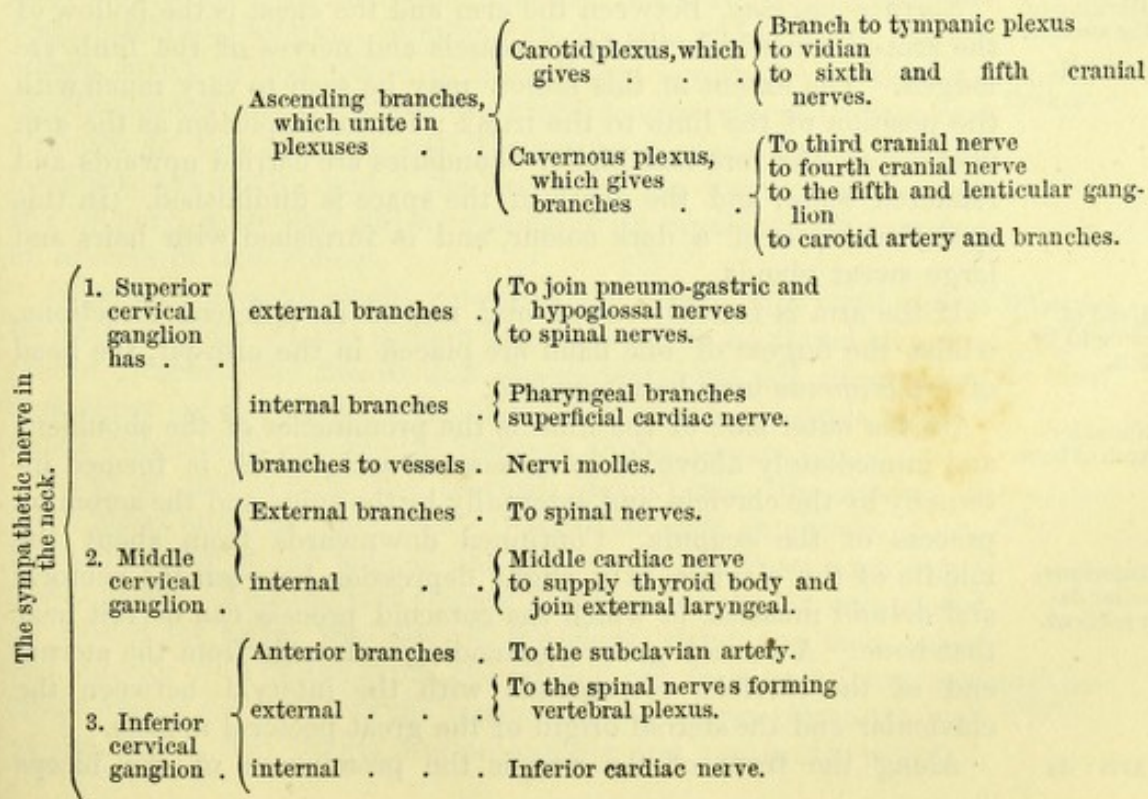 The sympathetic nerve in
the neck.
1. Superior
cervical
ganglion
has . .
Ascending branches,
which unite in
plexuses . .
Carotid plexus, which
gives . . .
Branch to tympanic plexus
to vidian
to sixth and fifth cranial
nerves.
Cavernous plexus,
which gives
branches . .
To third cranial nerve
to fourth cranial nerve
to the fifth and lenticular gang-
lion
to carotid artery and branches.
external branches .
To join pneumo-gastric and
hypoglossal nerves
to spinal nerves.
internal branches .
Pharyngeal branches
superficial cardiac nerve.
branches to vessels . Nervi molles.
2. Middle
cervical
ganglion .
External branches . To spinal nerves.
internal . .
Middle cardiac nerve
to supply thyroid body and
join external laryngeal.
3. Inferior
cervical
ganglion .
Anterior branches . To the subclavian artery.
external . . .
To the spinal nerves forming
vertebral plexus.
internal . . . Inferior cardiac nerve.